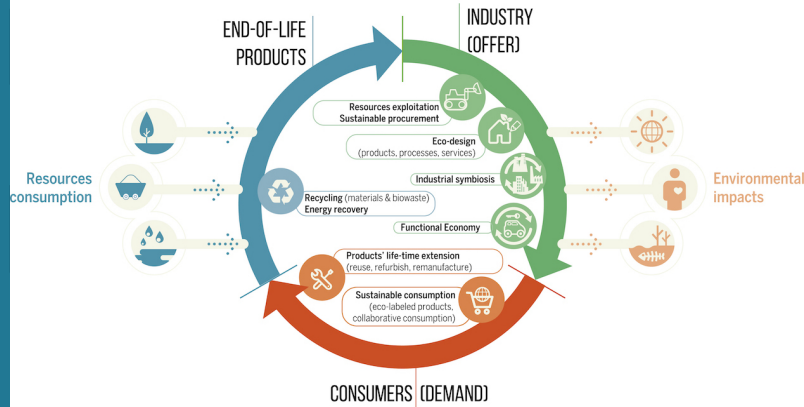 END-OF-LIFE
PRODUCTS
INDUSTRY
(OFFER)
Resources exploitation
Sustainable procurement
Eco-design
(products, processes, services)
Industrial symbiosis
Resources
consumption
Environmental
impacts
Recycling (materials & biowaste)
Energy recovery
Functional Economy
Products' life-time extension
(reuse, refurbish, remanufacture)
Sustainable consumption
(eco-labeled products,
collaborative consumption)
CONSUMERS (DEMAND)